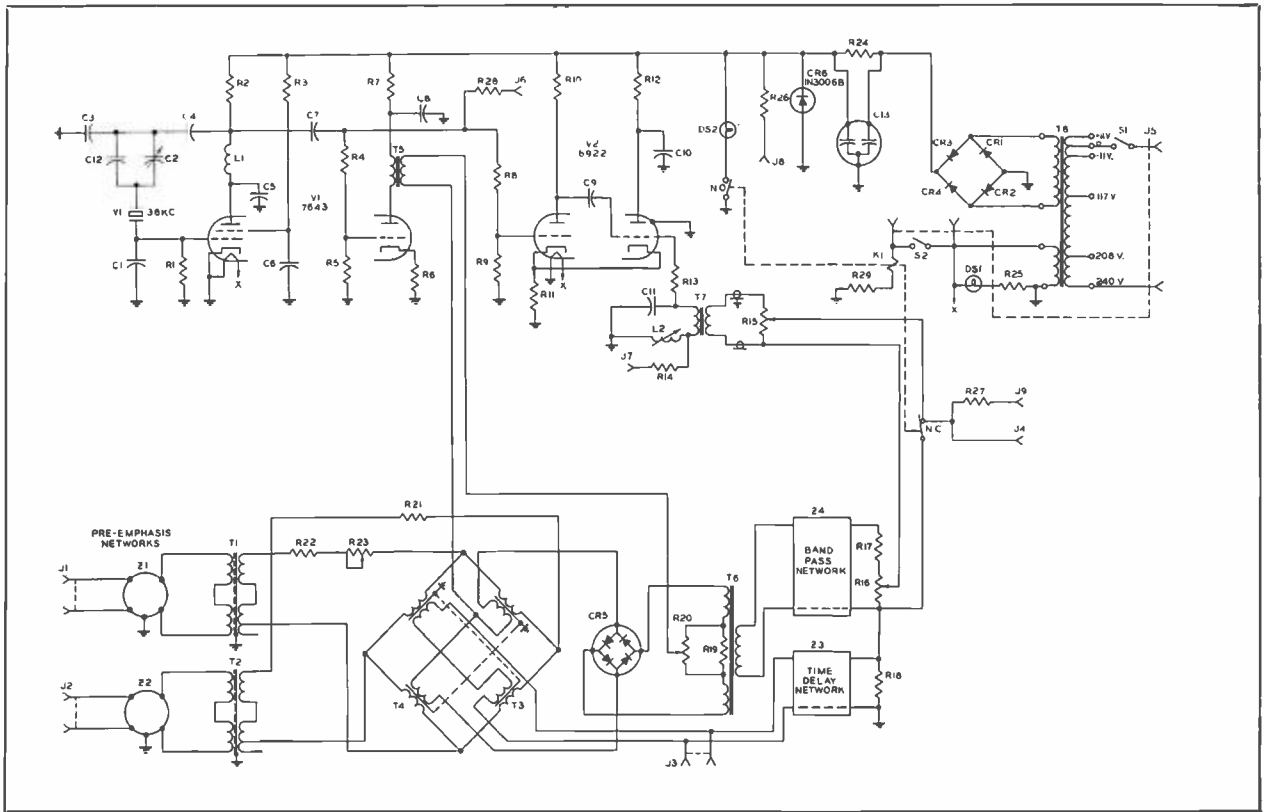 R24
R2
R3
R7
R28
J6
R10
R12
CR6
IN3006B
R26
C13
C3
C4
C7
C8
DS2
J8
CR3
CR1
CR4
CR2
T8
S1
J5
-11V.
117 V
208 V.
240 V
C12
C2
L1
R4
T5
V2
6922
C10
R8
C9
N O
C5
V1
7643
Y1
38KC
C1
R1
C6
R5
R6
R9
R11
X
X
R13
K1
S2
R29
DS1
R25
X
C11
T7
L2
R15
J7
R14
R27
J9
N C
J4
R21
PRE-EMPHASIS
NETWORKS
T1
R22
R23
J1
Z1
24
BAND
PASS
NETWORK
R17
R16
T6
CR5
R20
R19
23
TIME
DELAY
NETWORK
R18
J2
Z2
T2
T4
T3
J3